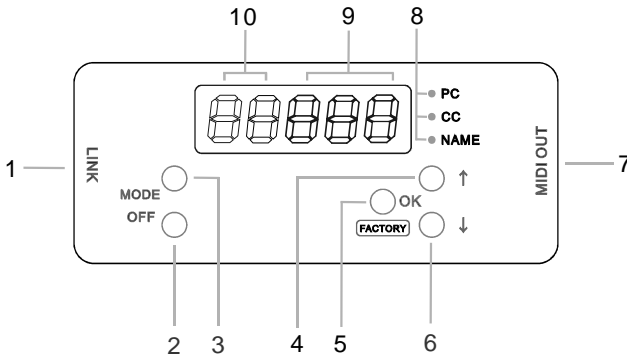 10 9 8
88888
PC
CC
NAME
1
LINK
MIDI OUT
7
MODE
↑
OK
OFF
FACTORY
↓
2 3 4 5 6